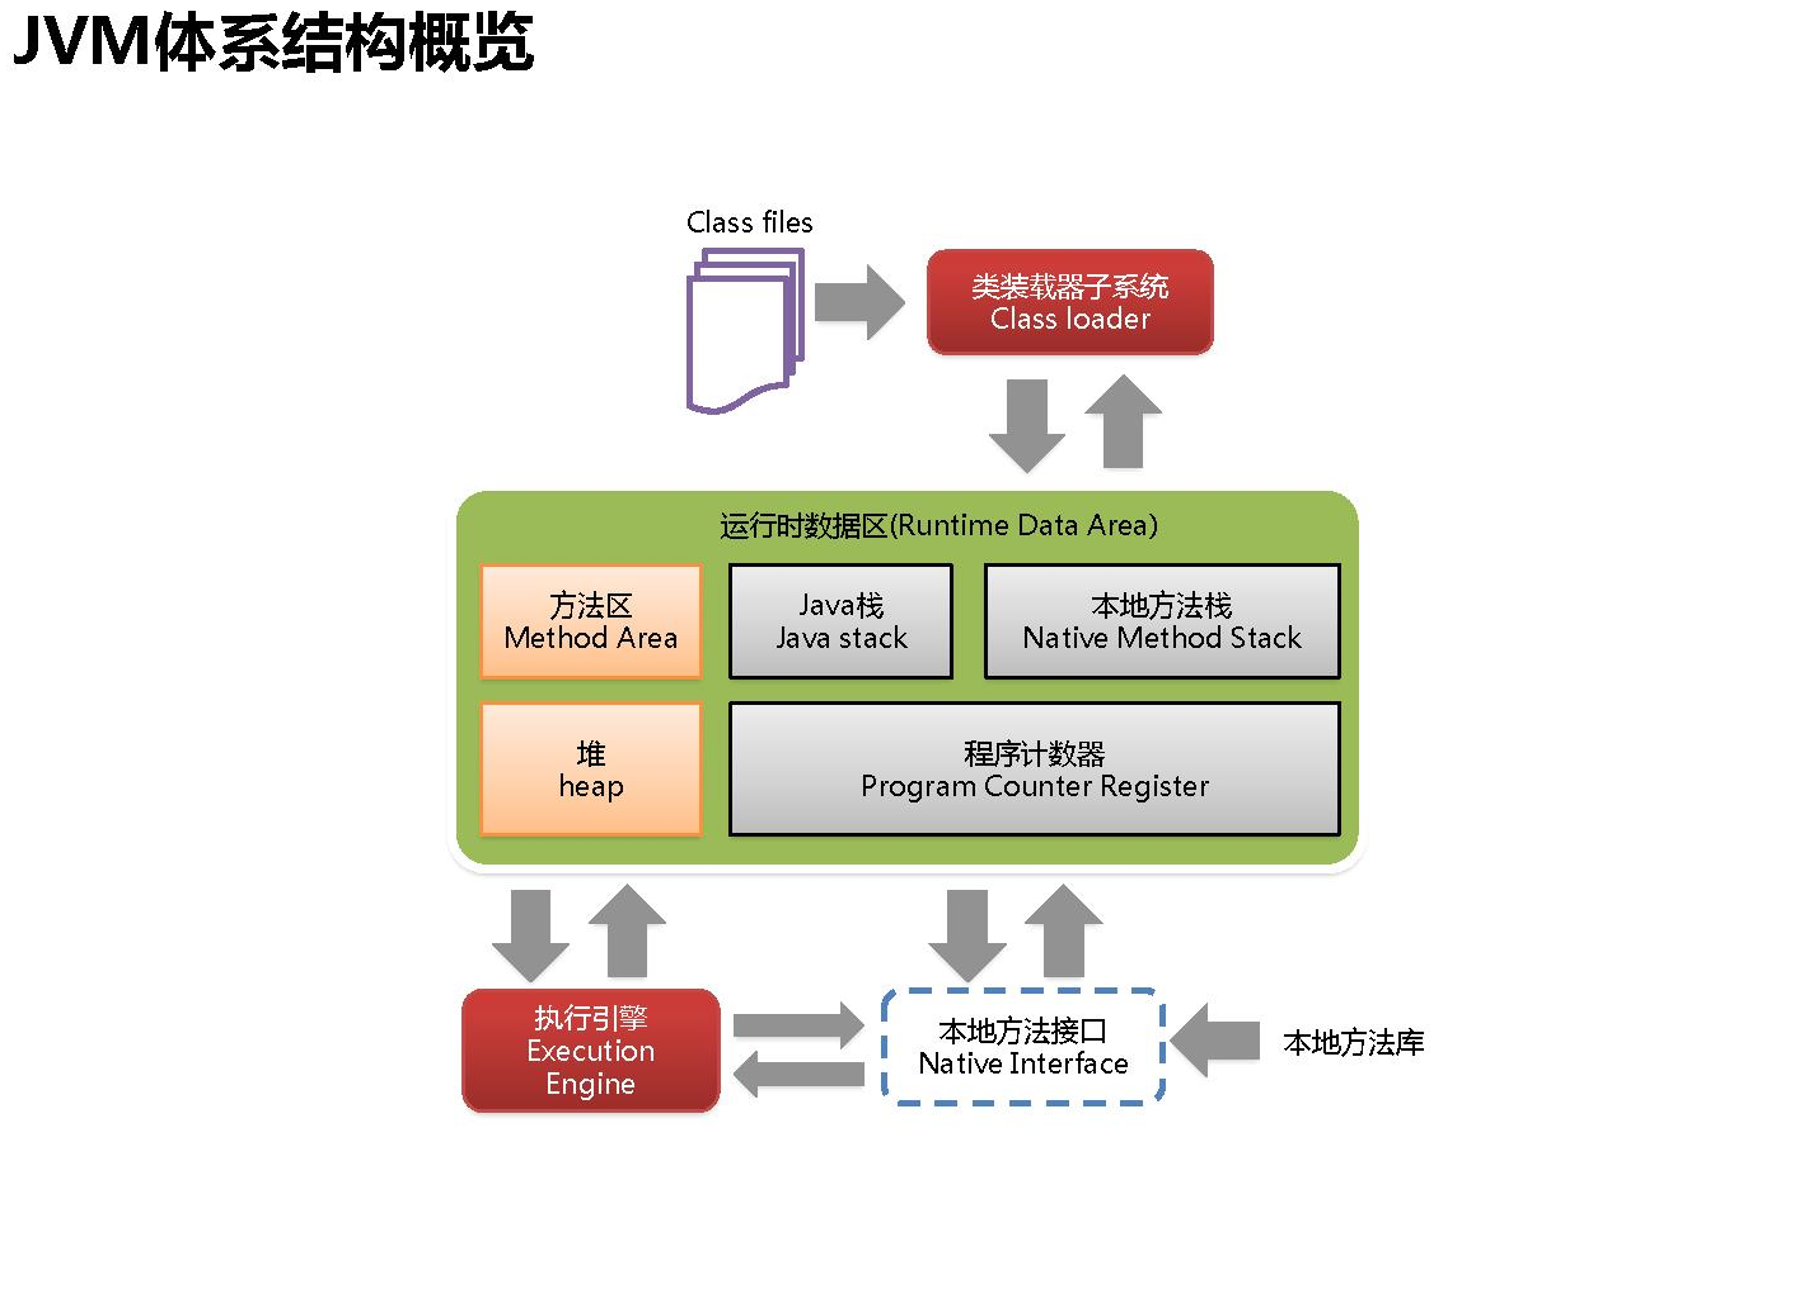 JVM体系结构概览
Class files
类装载器子系统
Class loader
运行时数据区(Runtime Data Area)
方法区
Method Area
Java栈
Java stack
本地方法栈
Native Method Stack
堆
heap
程序计数器
Program Counter Register
执行引擎
Execution
Engine
本地方法接口
Native Interface
本地方法库